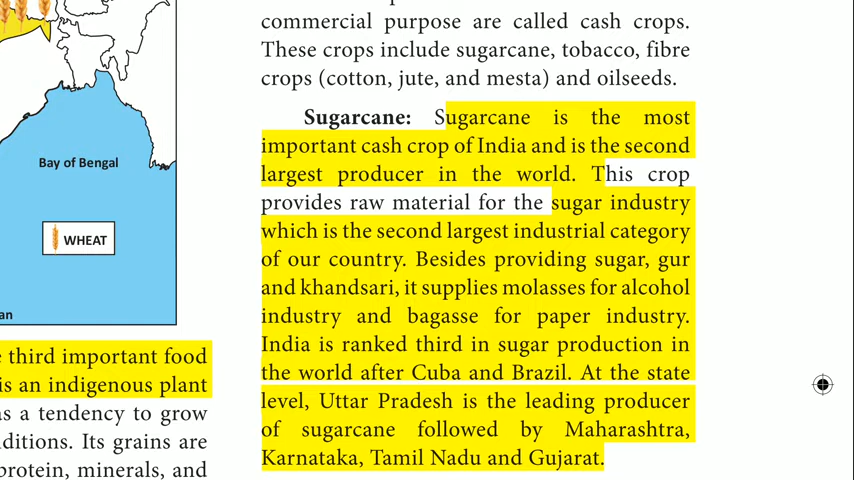 Bay of Bengal
WHEAT
an
third important food
is an indigenous plant
as a tendency to grow
ditions. Its grains are
protein, minerals, and
commercial purpose are called cash crops.
These crops include sugarcane, tobacco, fibre
crops (cotton, jute, and mesta) and oilseeds.
Sugarcane: Sugarcane is the most
important cash crop of India and is the second
largest producer in the world. This crop
provides raw material for the sugar industry
which is the second largest industrial category
of our country. Besides providing sugar, gur
and khandsari, it supplies molasses for alcohol
industry and bagasse for paper industry.
India is ranked third in sugar production in
the world after Cuba and Brazil. At the state
level, Uttar Pradesh is the leading producer
of sugarcane followed by Maharashtra,
Karnataka, Tamil Nadu and Gujarat.